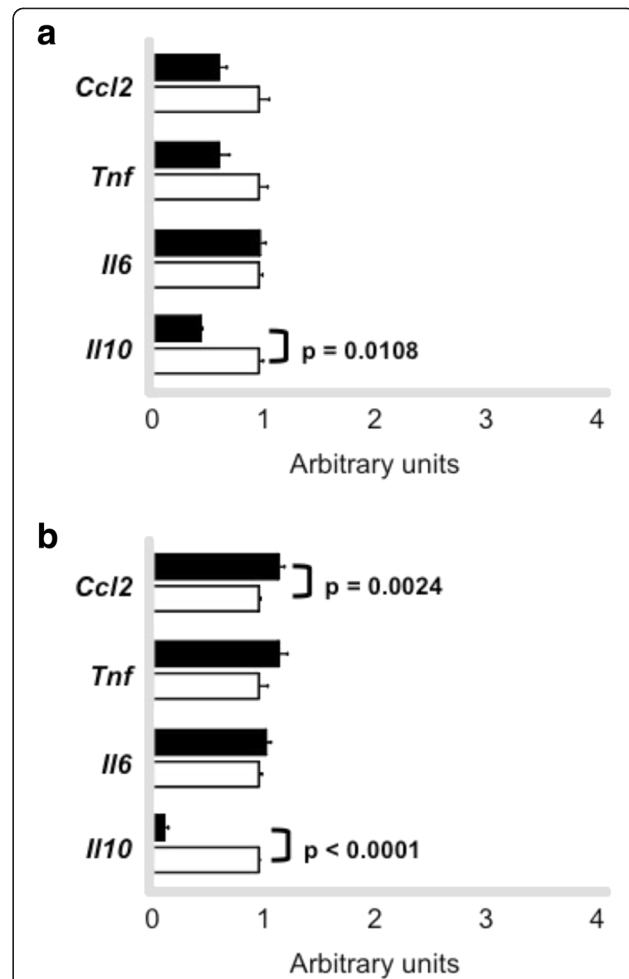 a
Ccl2
Tnf
Il6
Il10
p = 0.0108
0 1 2 3 4
Arbitrary units
b
Ccl2
p = 0.0024
Tnf
Il6
Il10
p < 0.0001
0 1 2 3 4
Arbitrary units